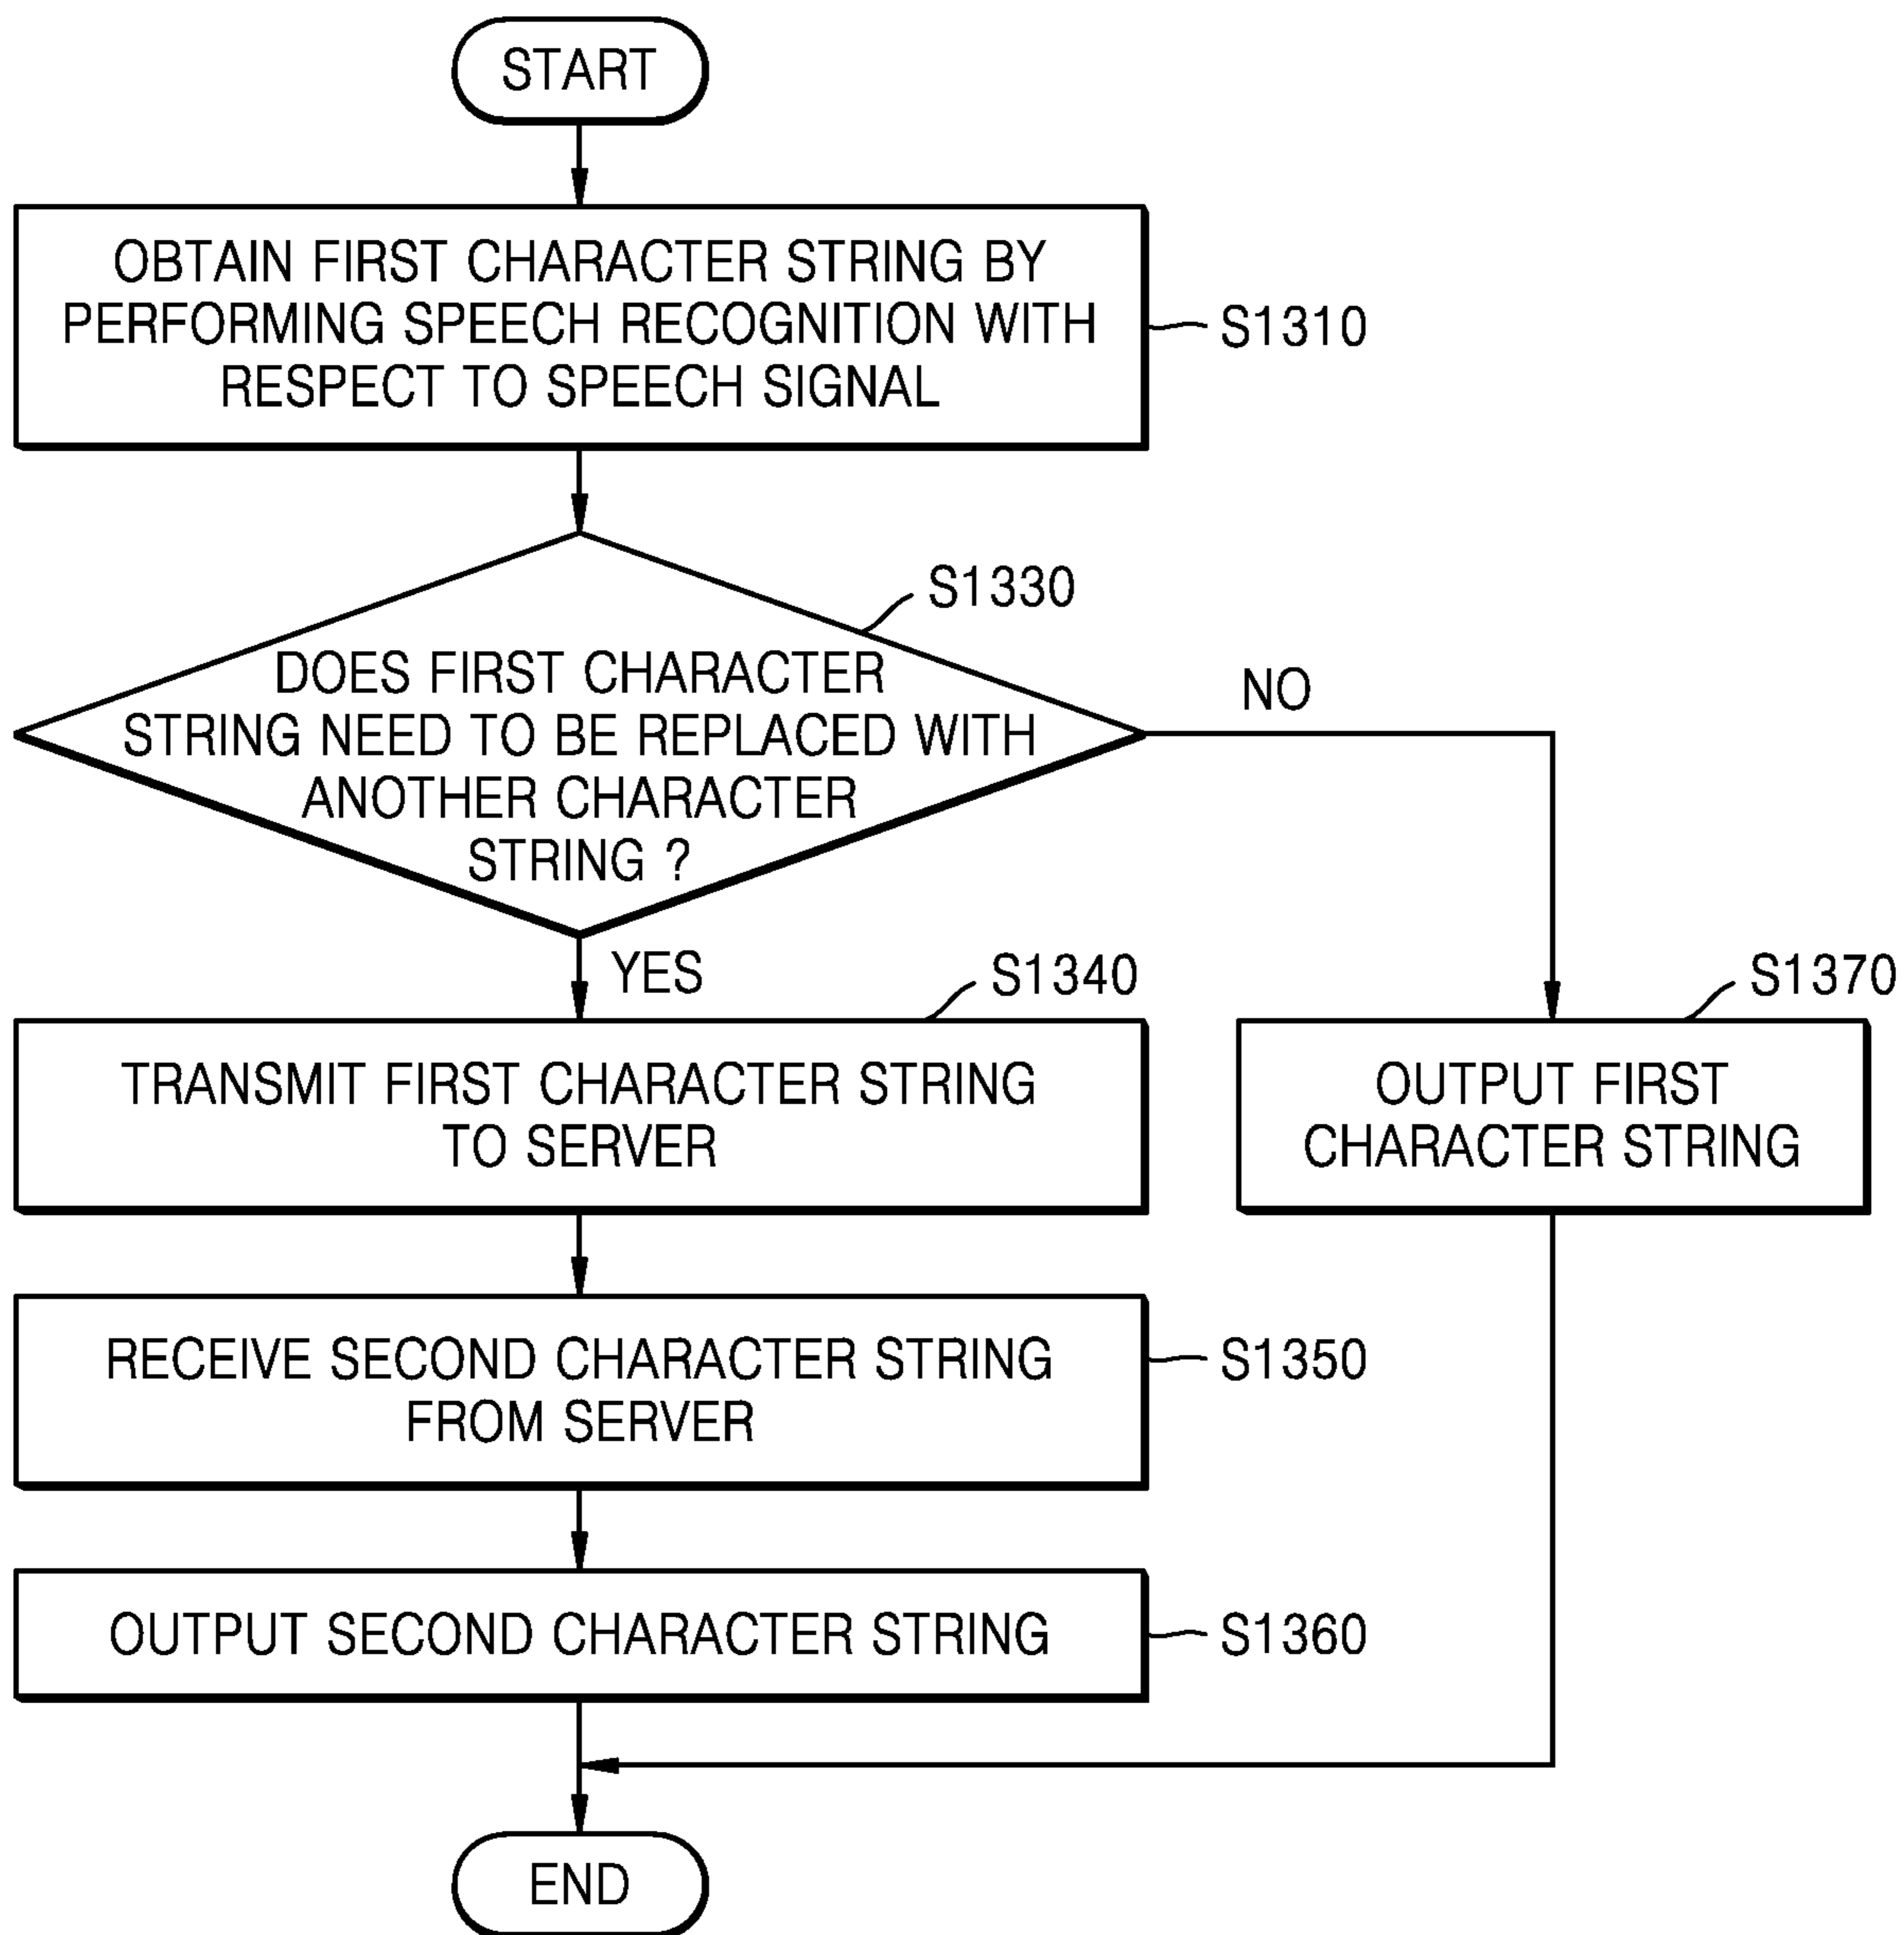 START
OBTAIN FIRST CHARACTER STRING BY
PERFORMING SPEECH RECOGNITION WITH
RESPECT TO SPEECH SIGNAL
S1310
S1330
DOES FIRST CHARACTER
STRING NEED TO BE REPLACED WITH
ANOTHER CHARACTER
STRING ?
NO
YES
S1340
TRANSMIT FIRST CHARACTER STRING
TO SERVER
S1370
OUTPUT FIRST
CHARACTER STRING
RECEIVE SECOND CHARACTER STRING
FROM SERVER
S1350
OUTPUT SECOND CHARACTER STRING
S1360
END